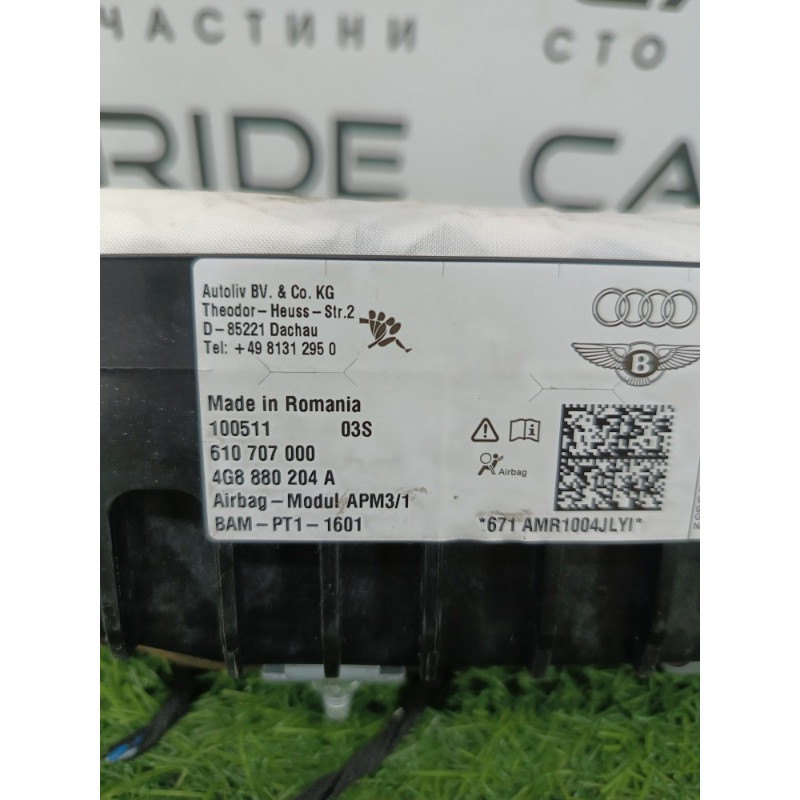 ЧАСТИНИ
СТО
RIDE
CA
Autoliv BV. & Co. KG
Theodor-Heuss-Str.2
D-85221 Dachau
Tel: +49 8131 295 0
B
Made in Romania
100511 03S
610 707 000
4G8 880 204 A
Airbag-Modul APM3/1
BAM-PT1-1601
Airbag
*671 AMR1004JLYI*